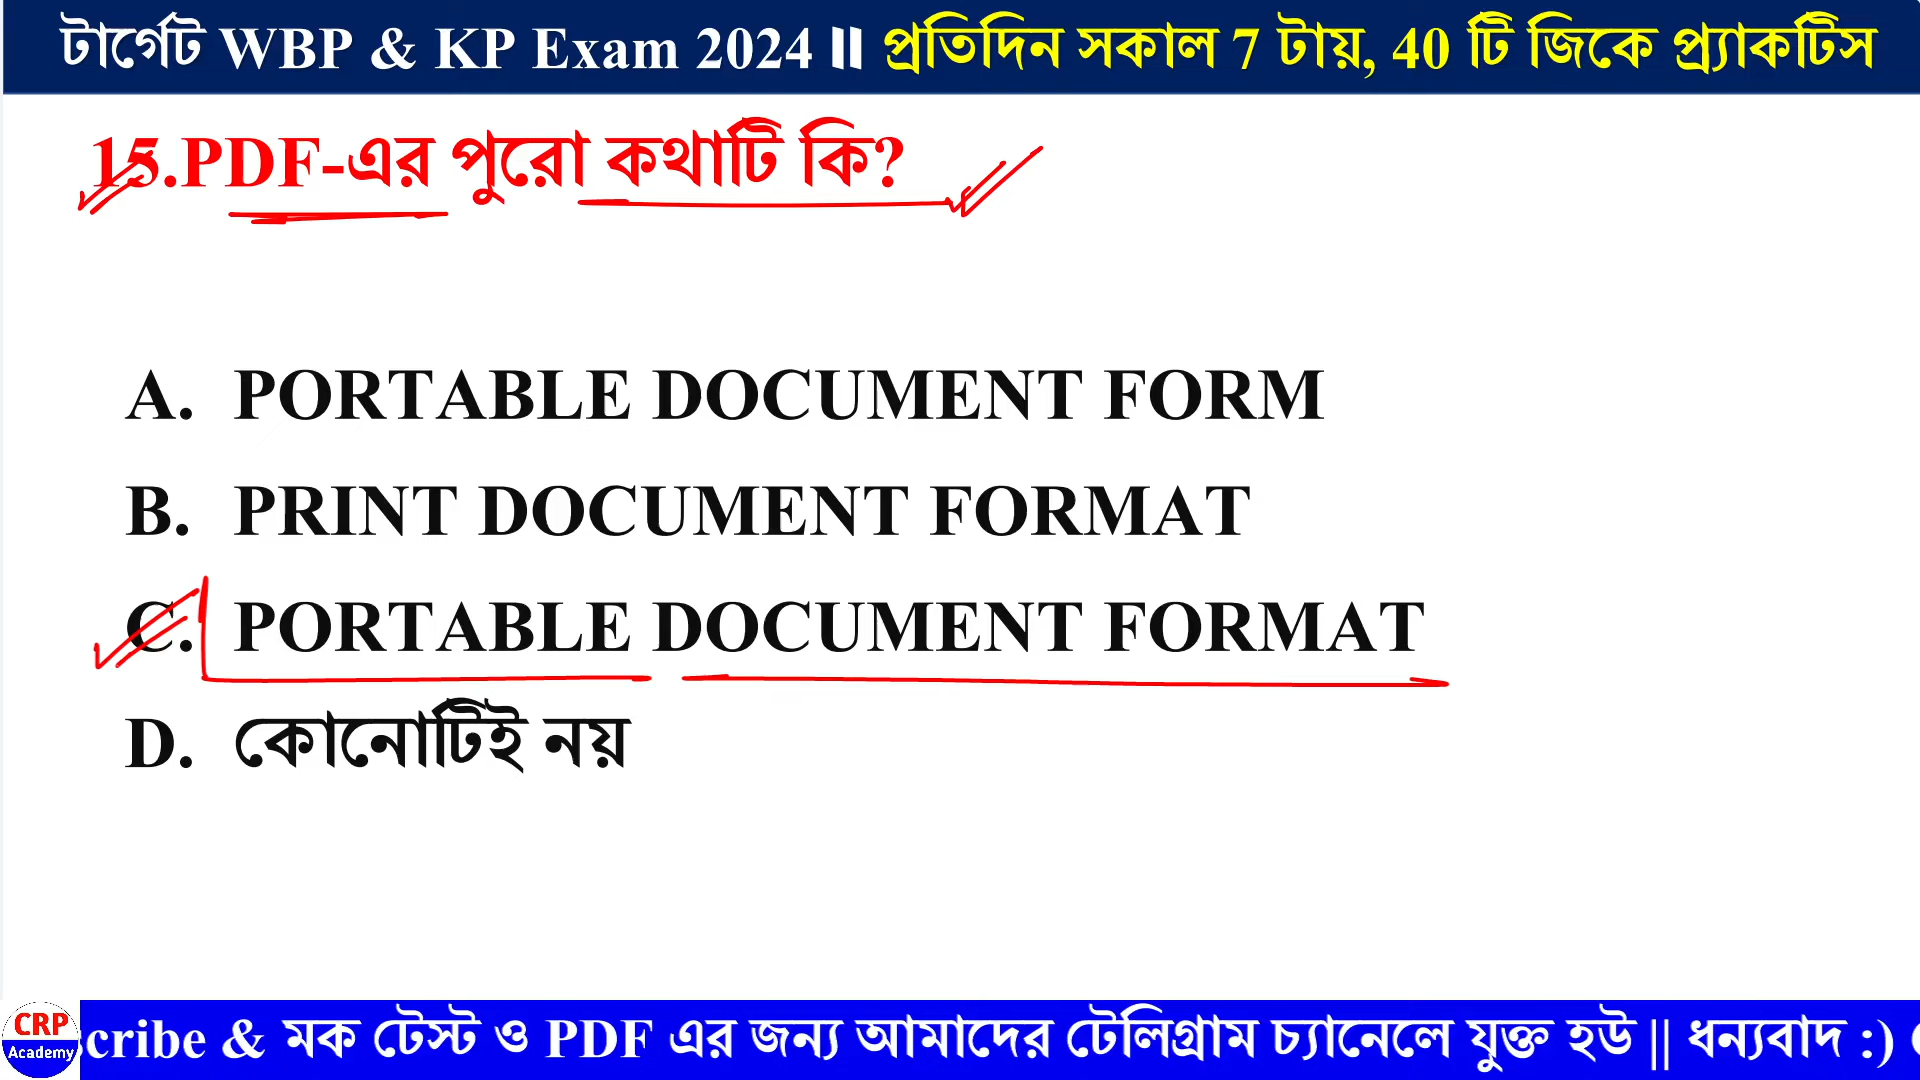 টার্গেট WBP & KP Exam 2024 ॥ প্রতিদিন সকাল 7 টায়, 40 টি জিকে প্র্যাকটিস
15.PDF-এর পুরো কথাটি কি?
A. PORTABLE DOCUMENT FORM
B. PRINT DOCUMENT FORMAT
C. PORTABLE DOCUMENT FORMAT
D. কোনোটিই নয়
CRP
Academy
cribe & মক টেস্ট ও PDF এর জন্য আমাদের টেলিগ্রাম চ্যানেলে যুক্ত হউ || ধন্যবাদ :)